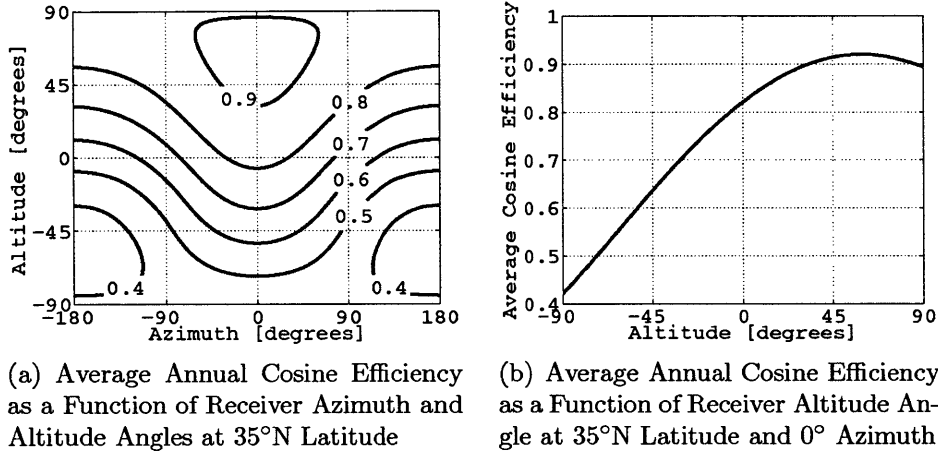 90
45
0
-45
-90
Altitude [degrees]
0.9
0.8
0.7
0.6
0.5
0.4
0.4
-180
-90
0
90
180
Azimuth [degrees]
1
0.9
0.8
0.7
0.6
0.5
0.4
Average Cosine Efficiency
-90
-45
0
45
90
Altitude [degrees]
(a) Average Annual Cosine Efficiency
as a Function of Receiver Azimuth and
Altitude Angles at 35°N Latitude
(b) Average Annual Cosine Efficiency
as a Function of Receiver Altitude An-
gle at 35°N Latitude and 0° Azimuth